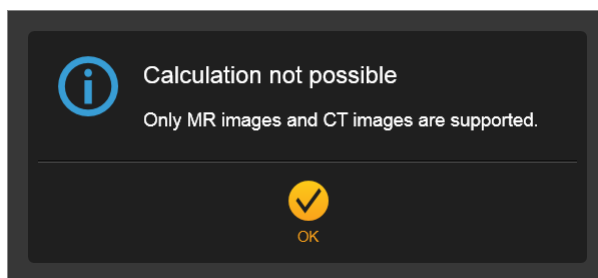 Calculation not possible
Only MR images and CT images are supported.
OK